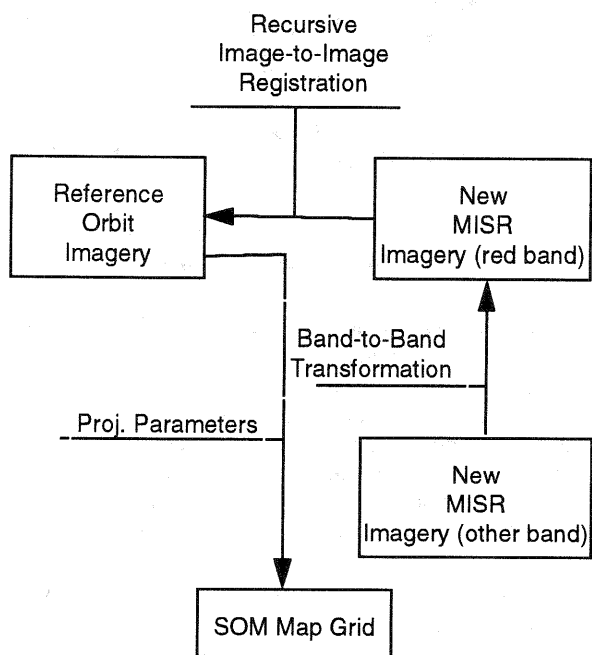 Recursive
Image-to-Image
Registration
Reference
Orbit
Imagery
New
MISR
Imagery (red band)
Band-to-Band
Transformation
Proj. Parameters
New
MISR
Imagery (other band)
SOM Map Grid